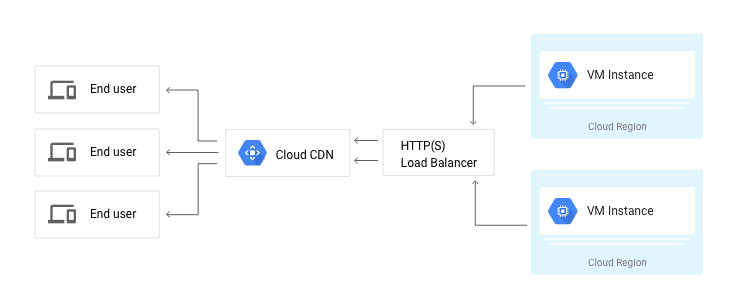 End user
End user
End user
Cloud CDN
HTTP(S)
Load Balancer
VM Instance
Cloud Region
VM Instance
Cloud Region